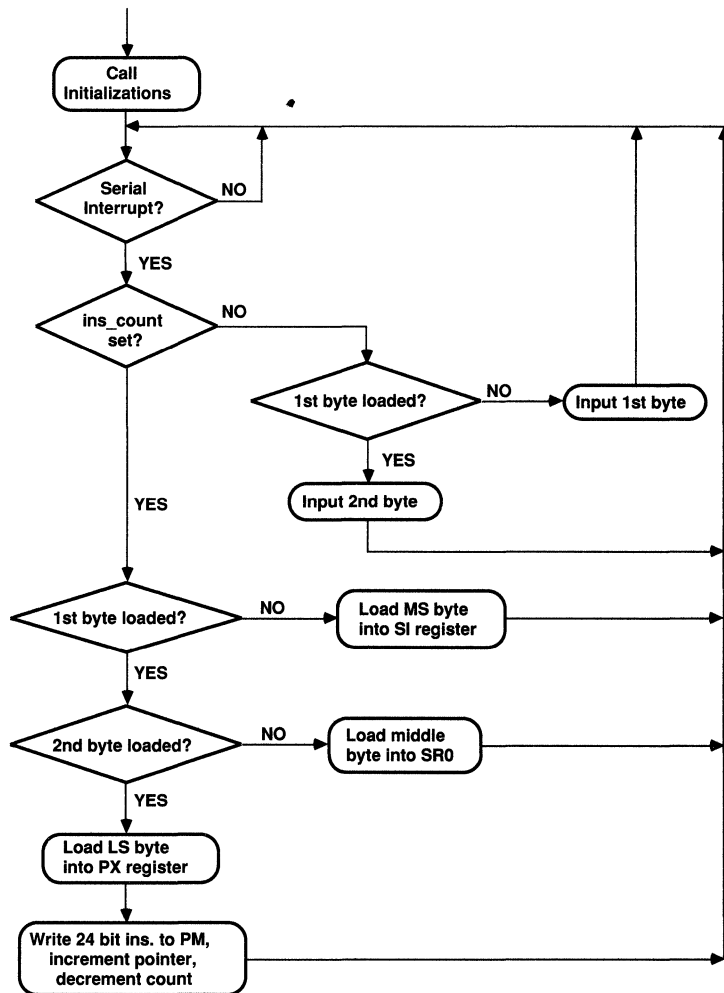 Call
Initializations
Serial
Interrupt?
NO
YES
ins_count
set?
NO
1st byte loaded?
NO
Input 1st byte
YES
Input 2nd byte
YES
1st byte loaded?
NO
Load MS byte
into SI register
YES
2nd byte loaded?
NO
Load middle
byte into SR0
YES
Load LS byte
into PX register
Write 24 bit ins. to PM,
increment pointer,
decrement count